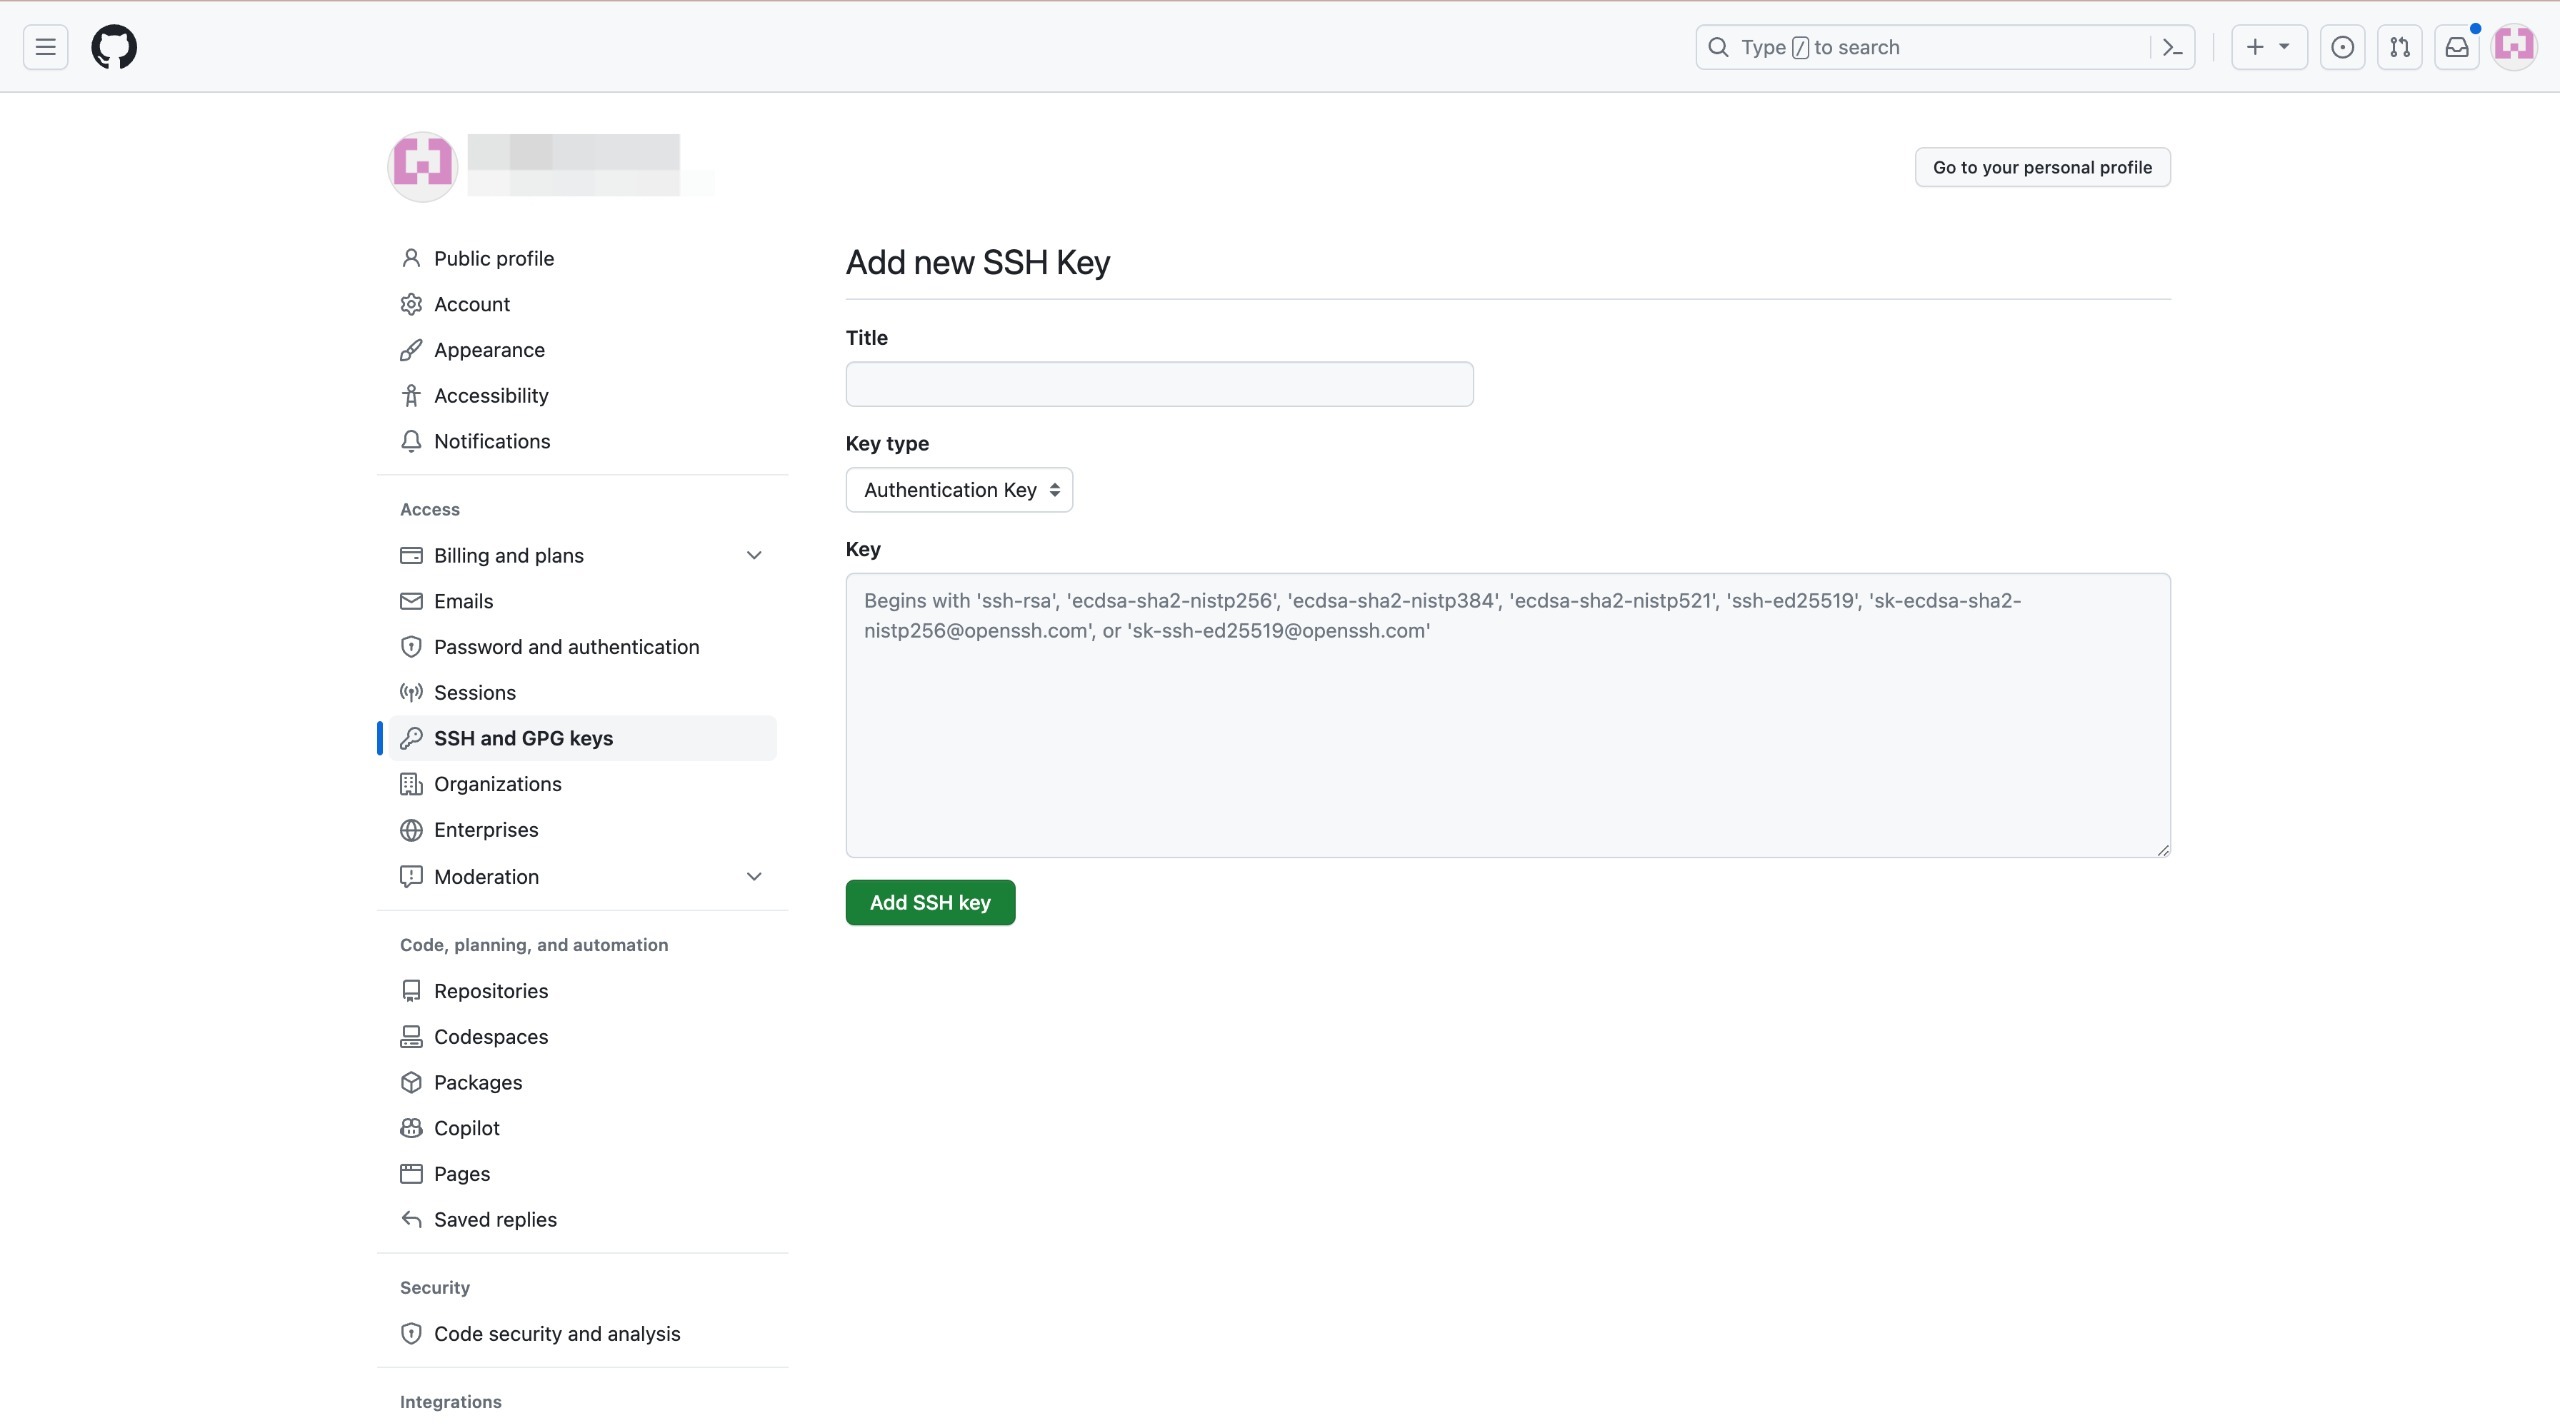 Type / to search
Go to your personal profile
Public profile
Account
Appearance
Accessibility
Notifications
Access
Billing and plans
Emails
Password and authentication
Sessions
SSH and GPG keys
Organizations
Enterprises
Moderation
Code, planning, and automation
Repositories
Codespaces
Packages
Copilot
Pages
Saved replies
Security
Code security and analysis
Integrations
Add new SSH Key
Title
Key type
Authentication Key
Key
Begins with 'ssh-rsa', 'ecdsa-sha2-nistp256', 'ecdsa-sha2-nistp384', 'ecdsa-sha2-nistp521', 'ssh-ed25519', 'sk-ecdsa-sha2-
nistp256@openssh.com', or 'sk-ssh-ed25519@openssh.com'
Add SSH key